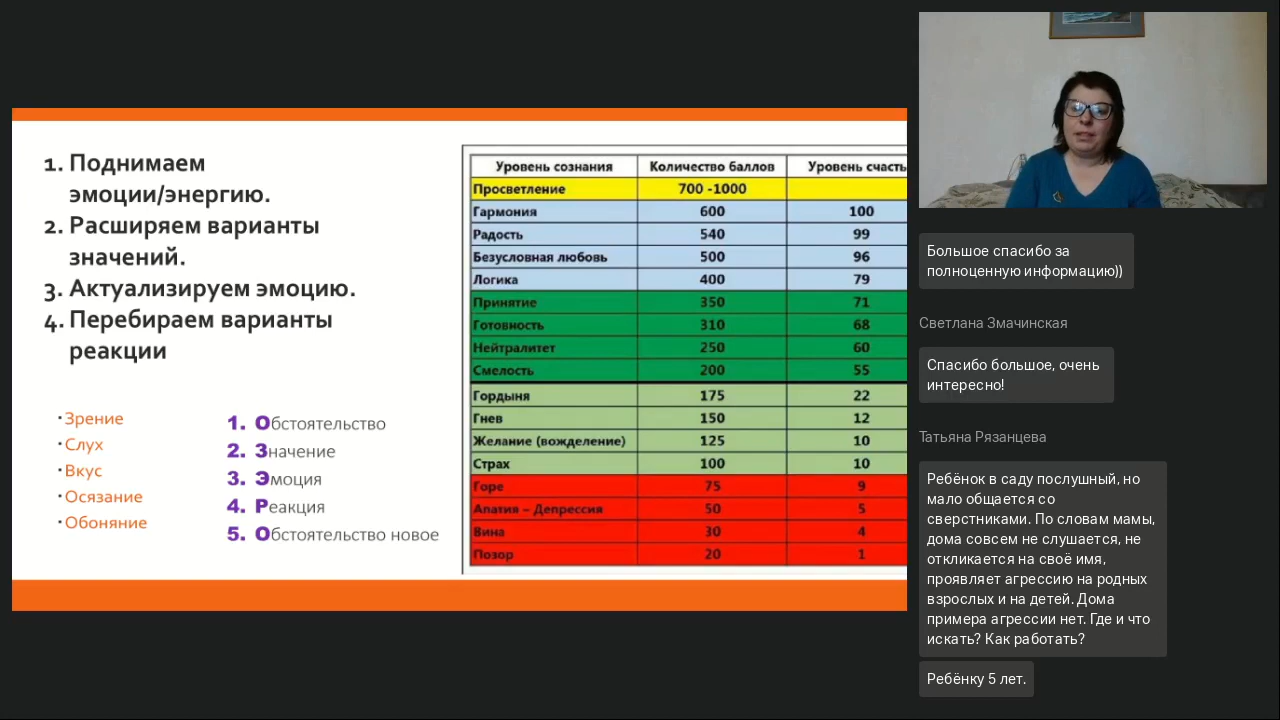 1. Поднимаем
эмоции/энергию.
2. Расширяем варианты
значений.
3. Актуализируем эмоцию.
4. Перебираем варианты
реакции
· Зрение
· Слух
· Вкус
· Осязание
· Обоняние
1. Обстоятельство
2. Значение
3. Эмоция
4. Реакция
5. Обстоятельство новое
Уровень сознания Количество баллов Уровень счасть
Просветление 700 -1000
Гармония 600 100
Радость 540 99
Безусловная любовь 500 96
Логика 400 79
Принятие 350 71
Готовность 310 68
Нейтралитет 250 60
Смелость 200 55
Гордыня 175 22
Гнев 150 12
Желание (вожделение) 125 10
Страх 100 10
Горе 75 9
Апатия – Депрессия 50 5
Вина 30 4
Позор 20 1
Большое спасибо за
полноценную информацию))
Светлана Змачинская
Спасибо большое, очень
интересно!
Татьяна Рязанцева
Ребёнок в саду послушный, но
мало общается со
сверстниками. По словам мамы,
дома совсем не слушается, не
откликается на своё имя,
проявляет агрессию на родных
взрослых и на детей. Дома
примера агрессии нет. Где и что
искать? Как работать?
Ребёнку 5 лет.